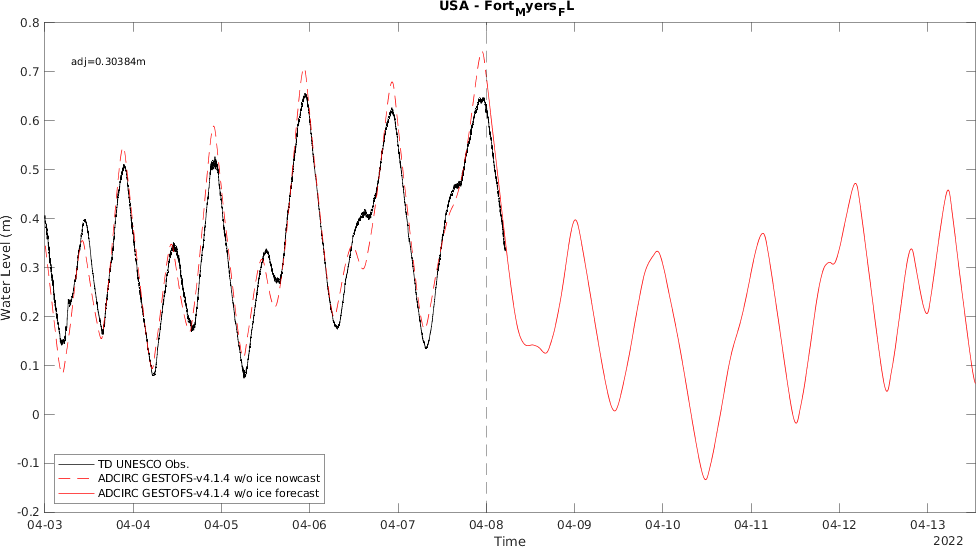 USA - Fort_Myers_FL
0.8
0.7
0.6
0.5
0.4
0.3
0.2
0.1
0
-0.1
-0.2
Water Level (m)
adj=0.30384m
TD UNESCO Obs.
ADCIRC GESTOFS-v4.1.4 w/o ice nowcast
ADCIRC GESTOFS-v4.1.4 w/o ice forecast
04-03 04-04 04-05 04-06 04-07 04-08 04-09 04-10 04-11 04-12 04-13
Time
2022